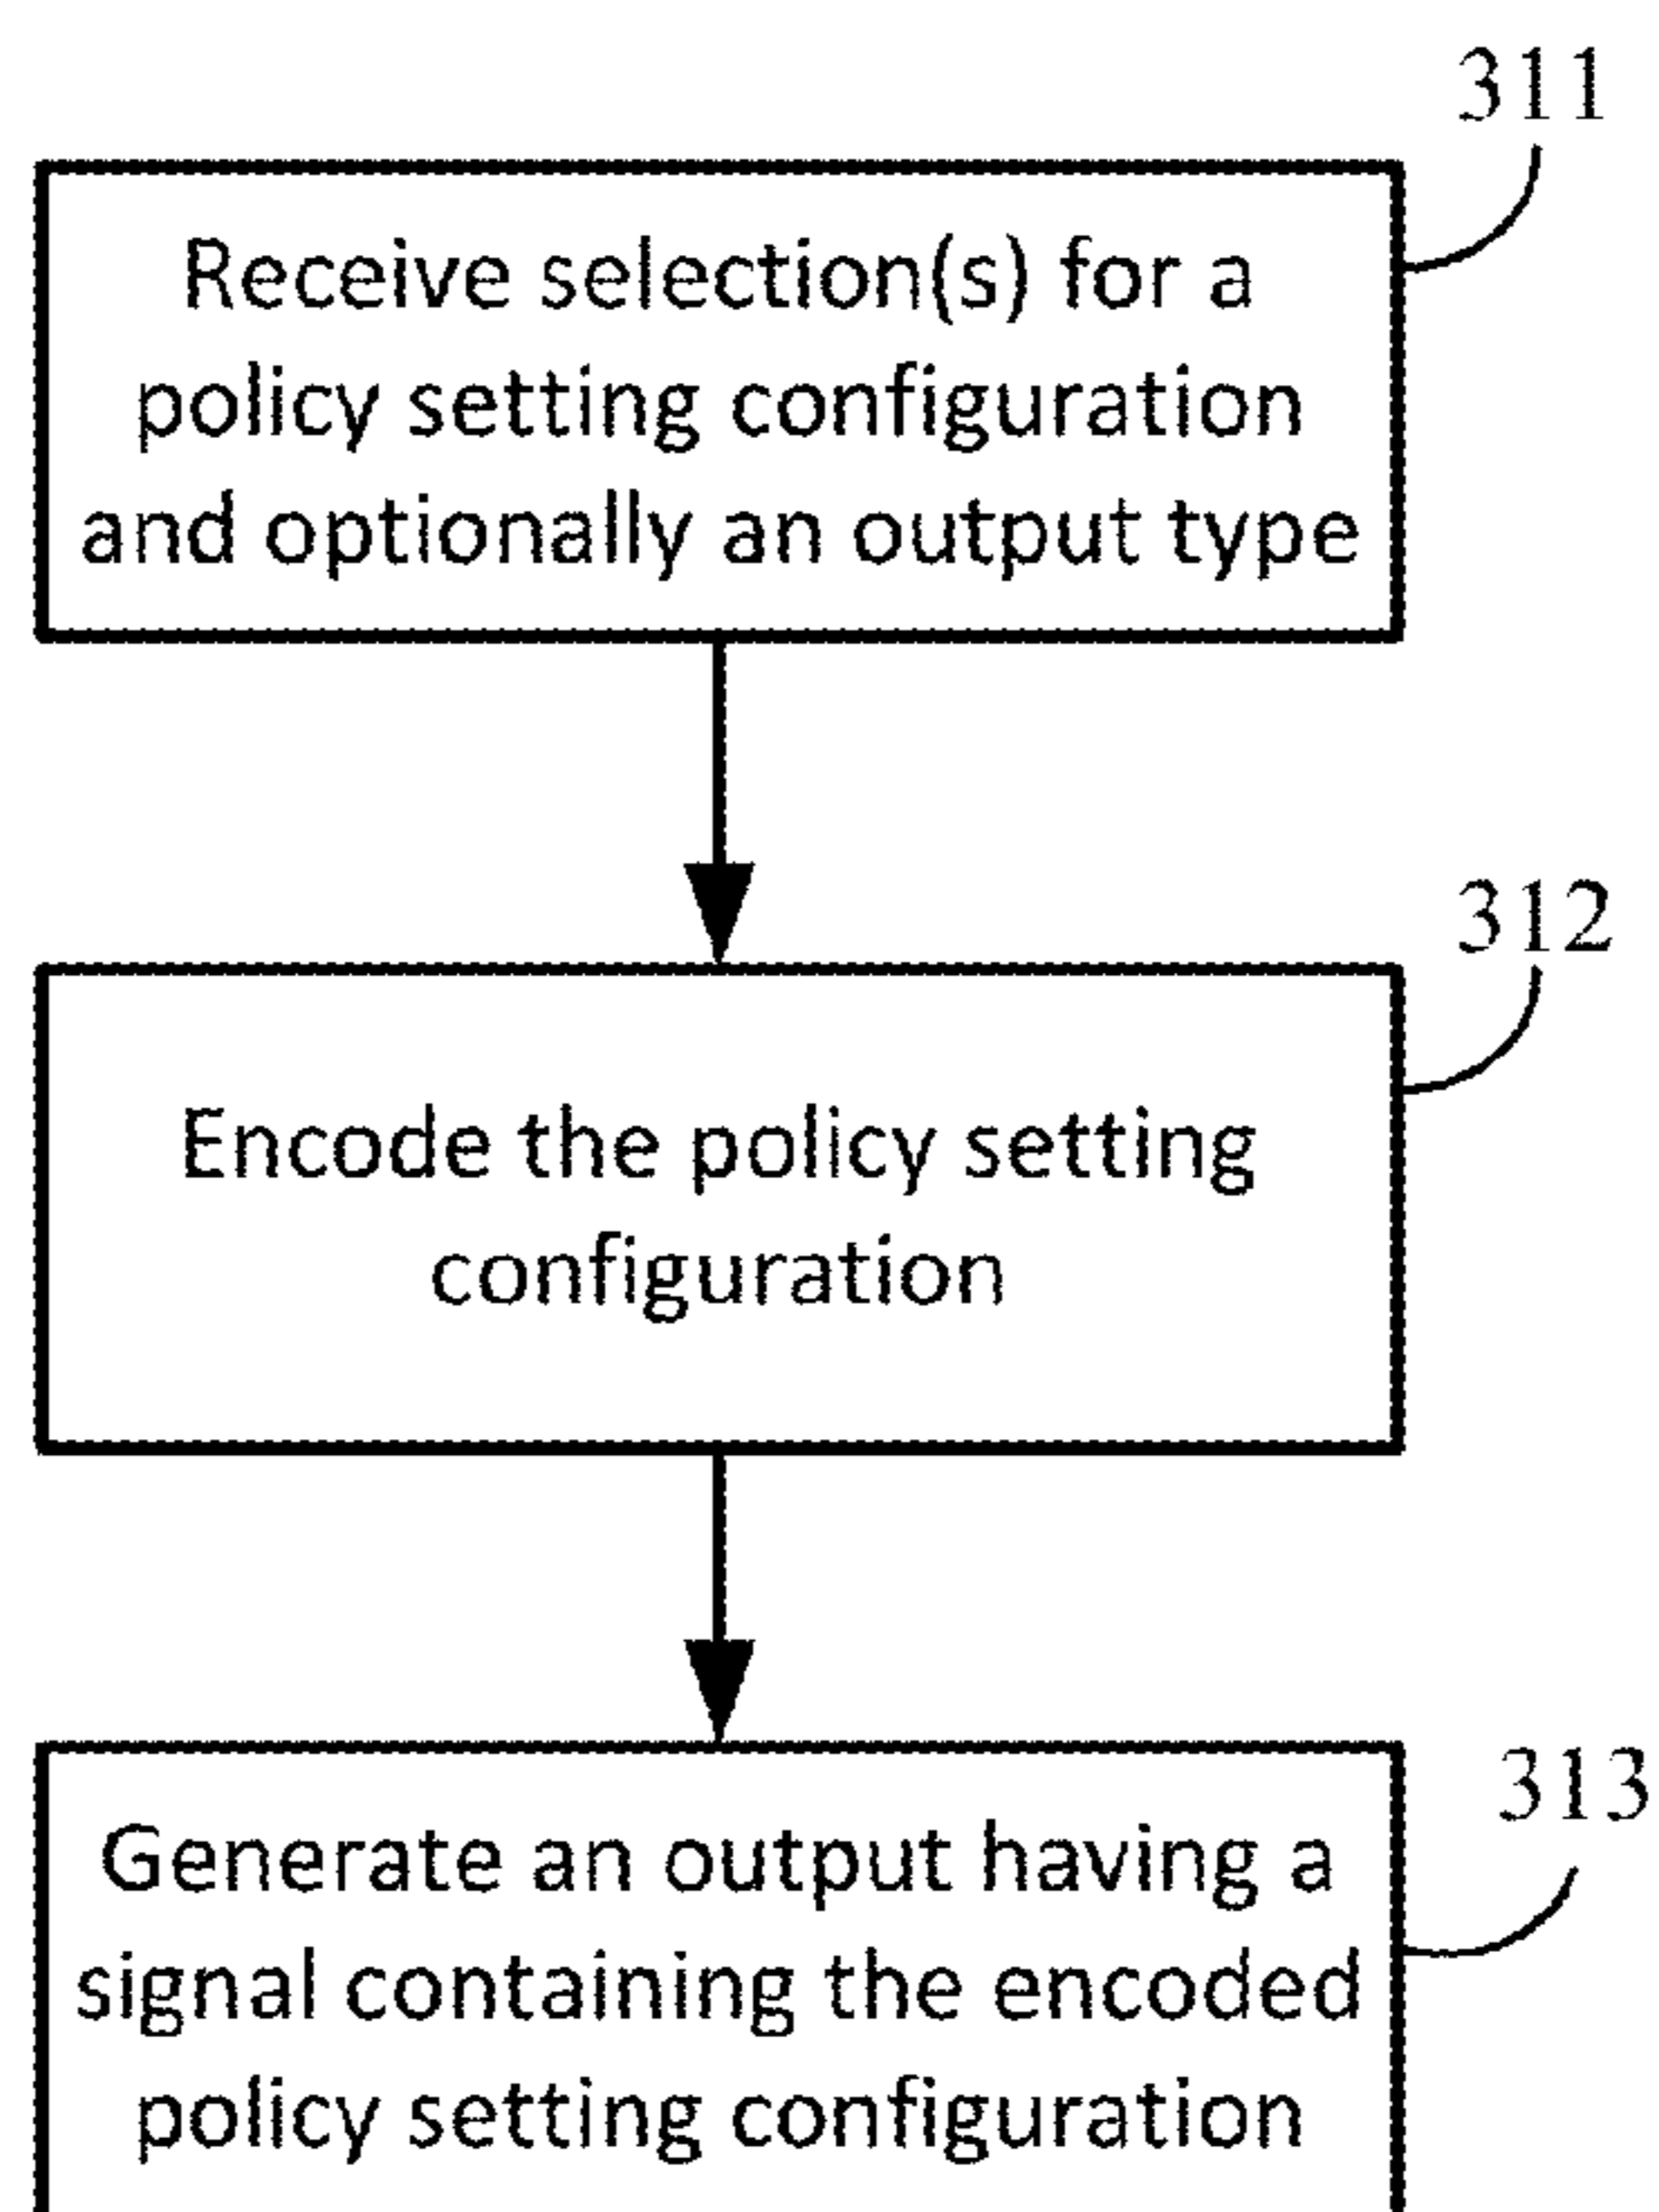 311
Receive selection(s) for a
policy setting configuration
and optionally an output type
312
Encode the policy setting
configuration
313
Generate an output having a
signal containing the encoded
policy setting configuration